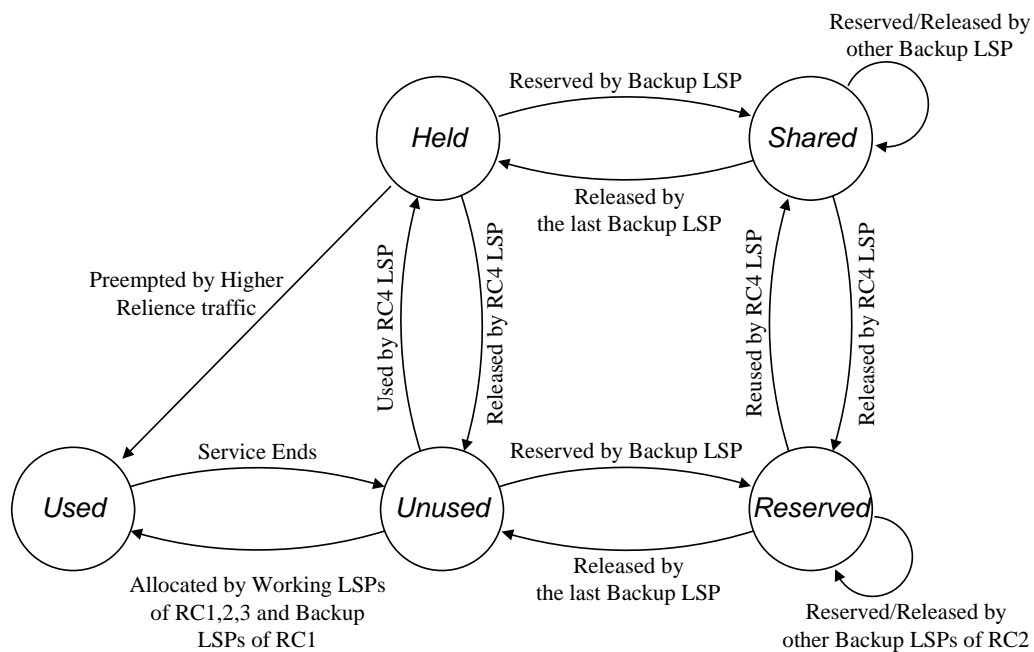 Reserved/Released by
other Backup LSP
Reserved by Backup LSP
Held
Shared
Released by
the last Backup LSP
Preempted by Higher
Relience traffic
Used by RC4 LSP
Released by RC4 LSP
Reused by RC4 LSP
Released by RC4 LSP
Service Ends
Reserved by Backup LSP
Used
Unused
Reserved
Released by
the last Backup LSP
Allocated by Working LSPs
of RC1,2,3 and Backup
LSPs of RC1
Reserved/Released by
other Backup LSPs of RC2